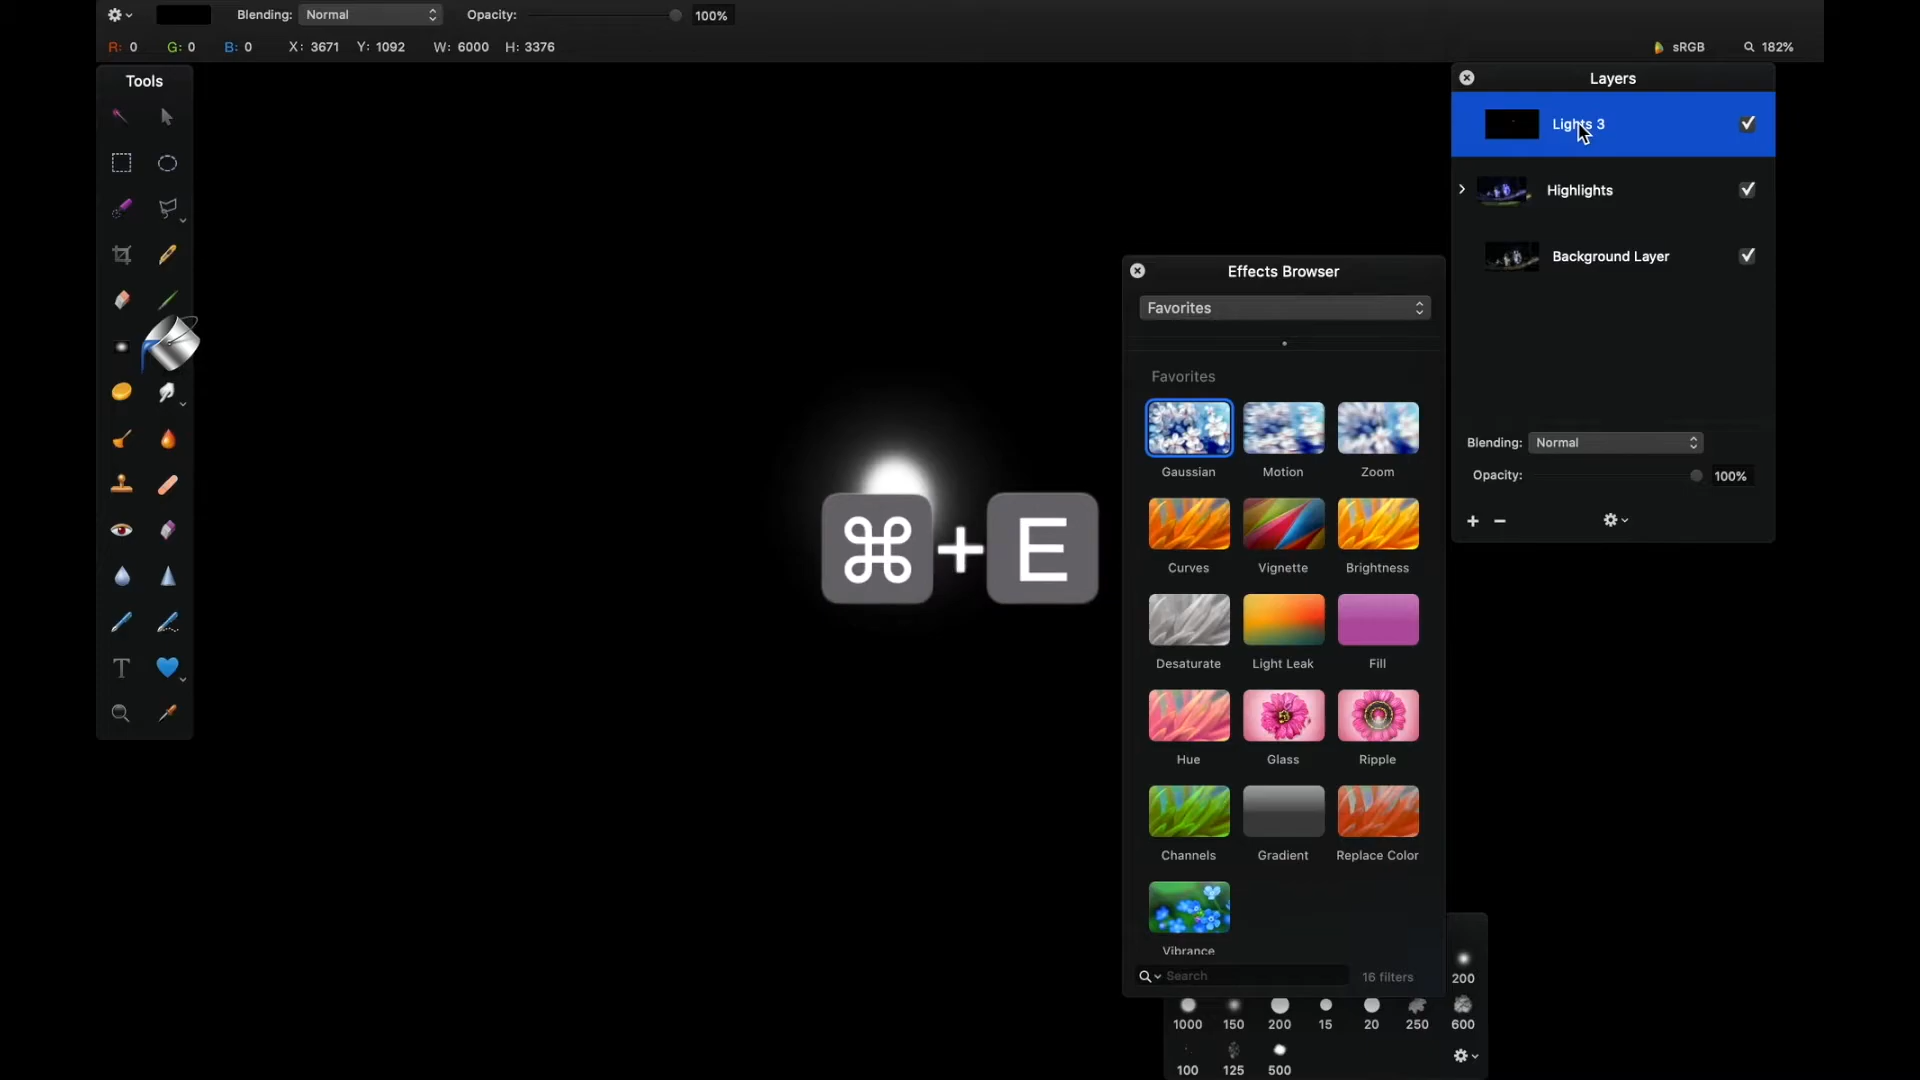 Blending: Normal Opacity: 100%
R: 0 G: 0 B: 0 X: 3671 Y: 1092 W: 6000 H: 3376 sRGB 182%
Tools
T
Layers
Lights 3
Highlights
Background Layer
Blending: Normal
Opacity: 100%
+ −
Effects Browser
Favorites
Favorites
Gaussian Motion Zoom
Curves Vignette Brightness
Desaturate Light Leak Fill
Hue Glass Ripple
Channels Gradient Replace Color
Vibrance
Search 16 filters
⌘+E
200
1000 150 200 15 20 250 600
100 125 500